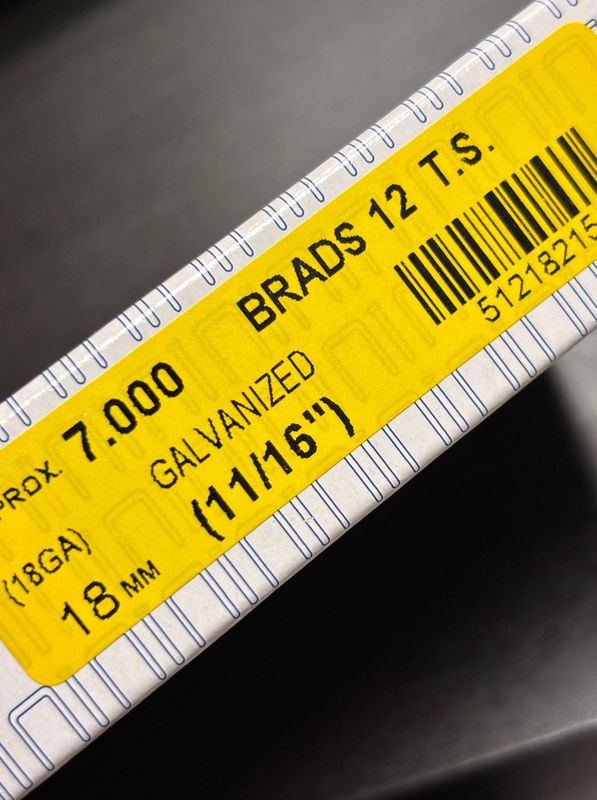 BRADS 12 T.S.
51218215
PROX. 7.000
GALVANIZED
(18GA)
(11/16")
18 MM